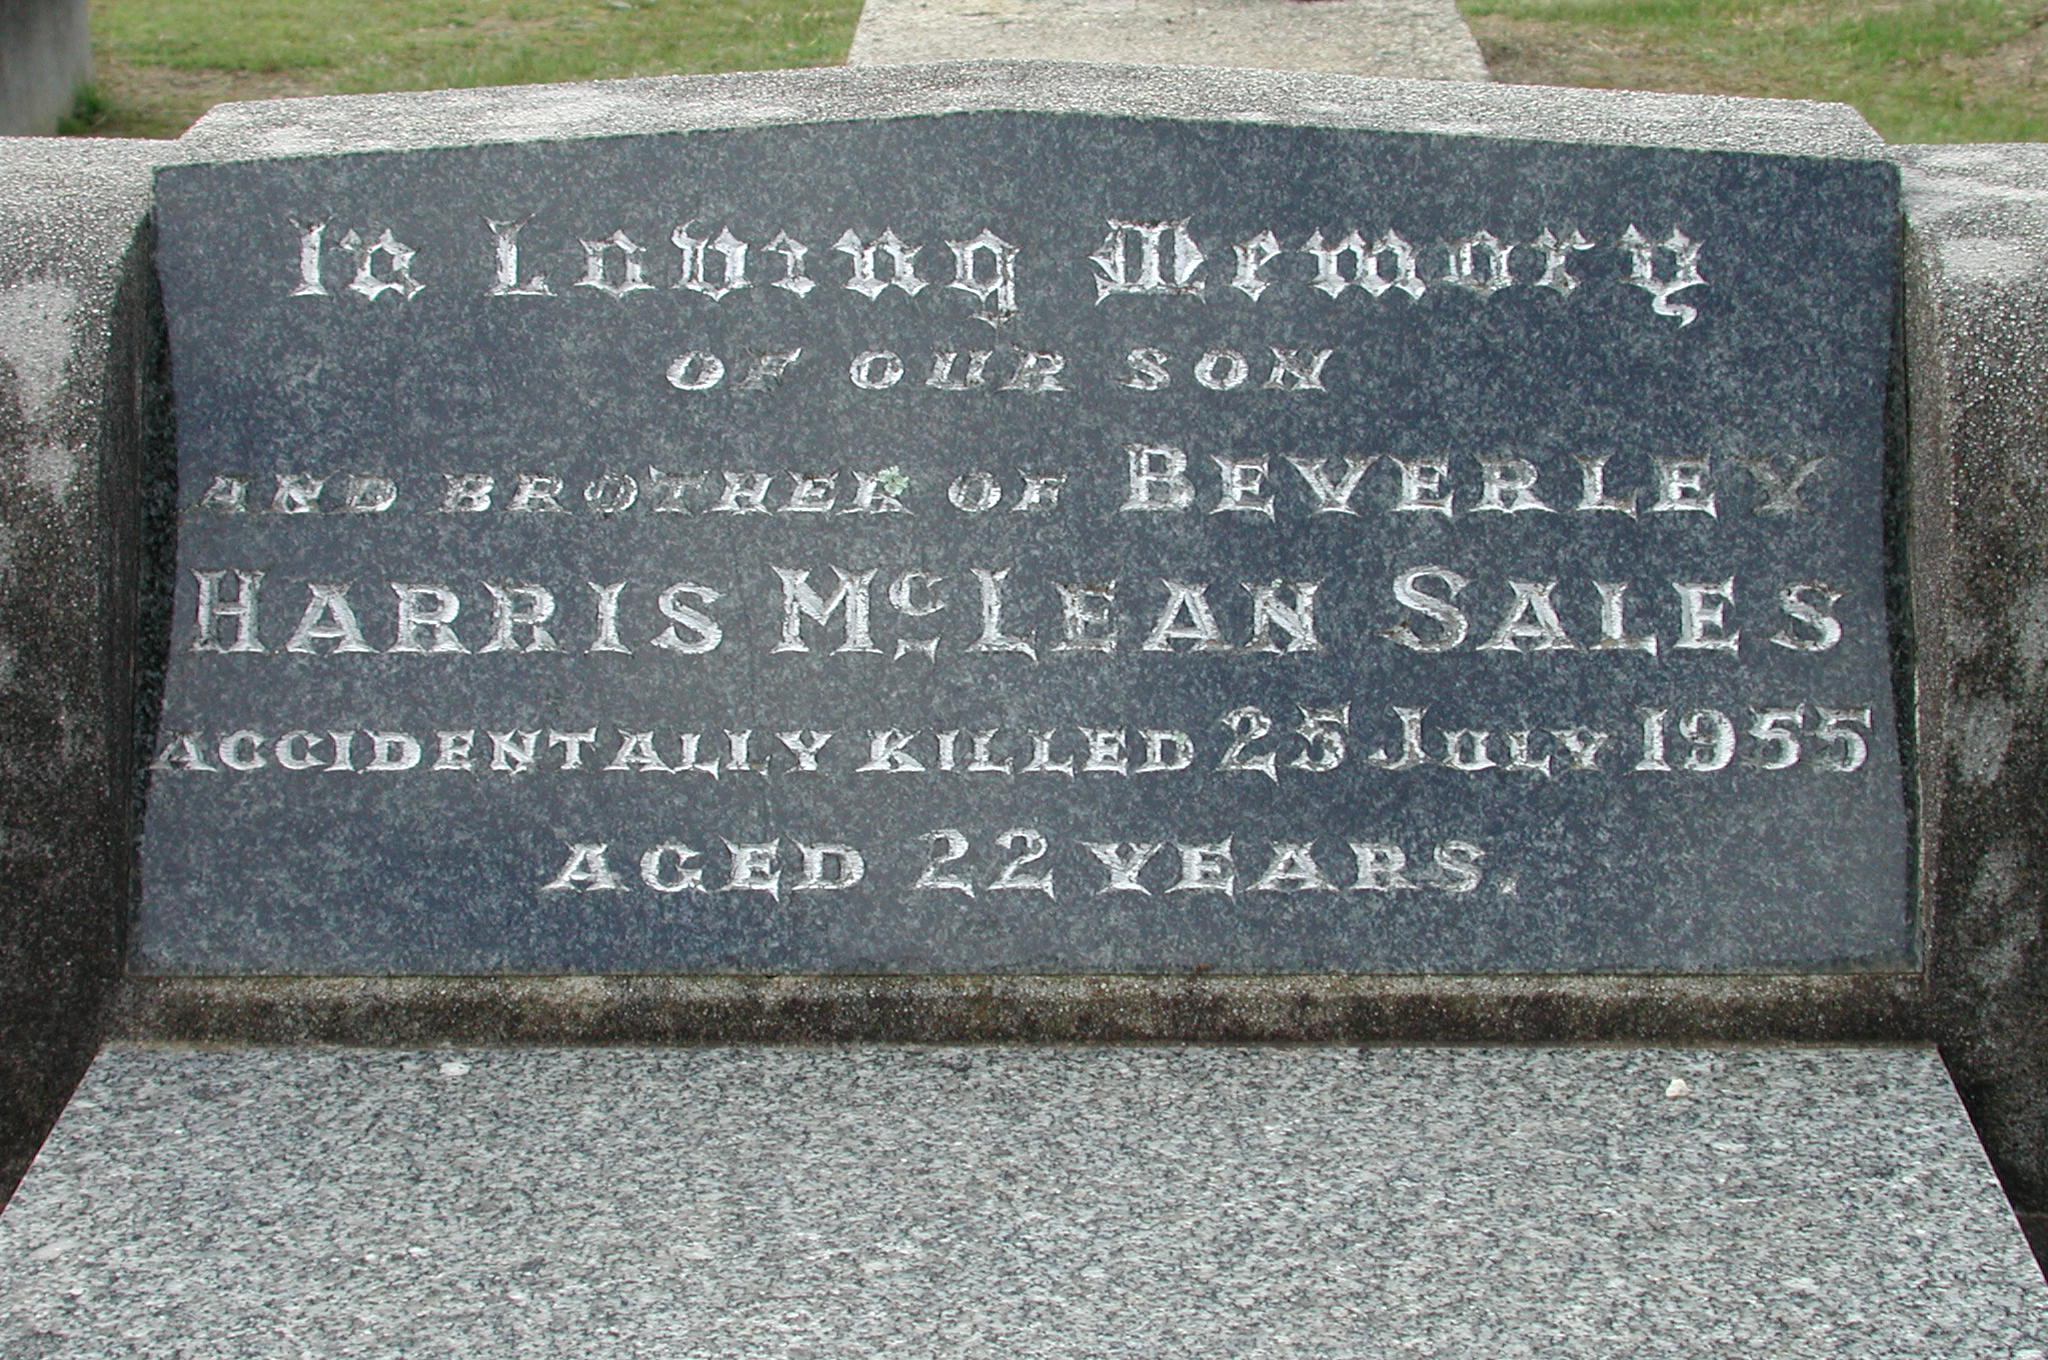 In Loving Memory
OF OUR SON
AND BROTHER OF BEVERLEY
HARRIS McLEAN SALES
ACCIDENTALLY KILLED 25 JULY 1955
AGED 22 YEARS.